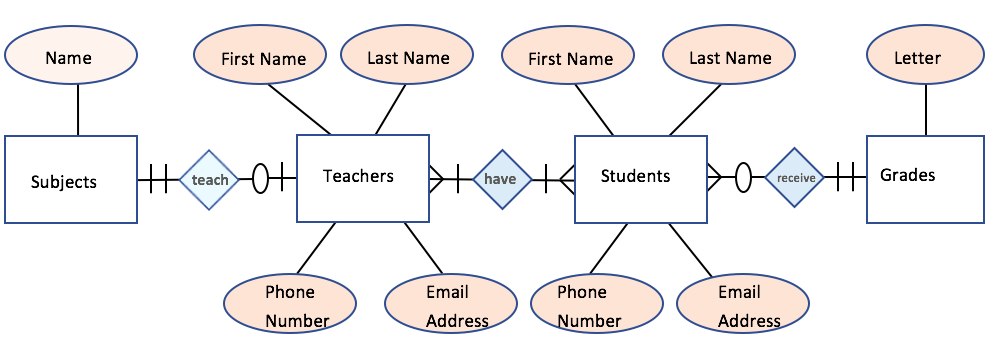 Name
First Name
Last Name
First Name
Last Name
Letter
Subjects
teach
Teachers
have
Students
receive
Grades
Phone
Number
Email
Address
Phone
Number
Email
Address